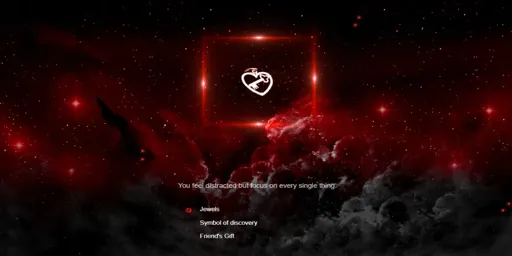 You feel distracted but focus on every single thing.
Jewels
Symbol of discovery
Friend's Gift